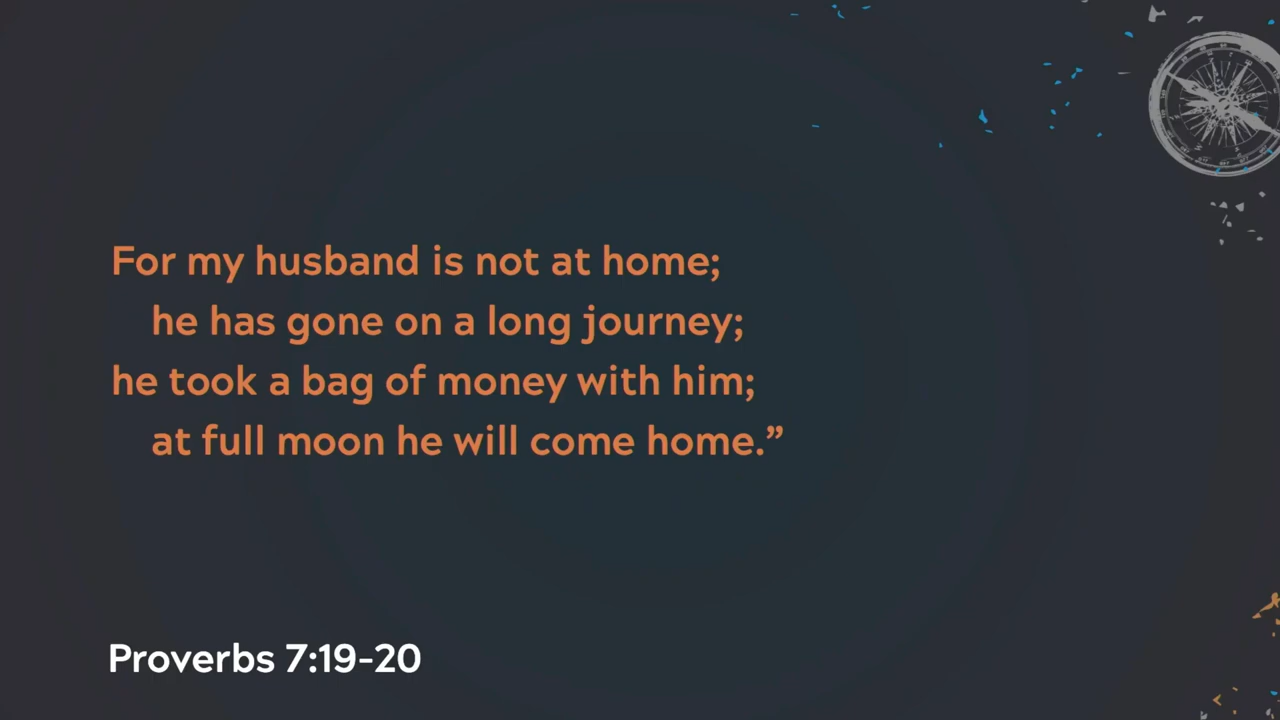 For my husband is not at home;
he has gone on a long journey;
he took a bag of money with him;
at full moon he will come home.”
Proverbs 7:19-20